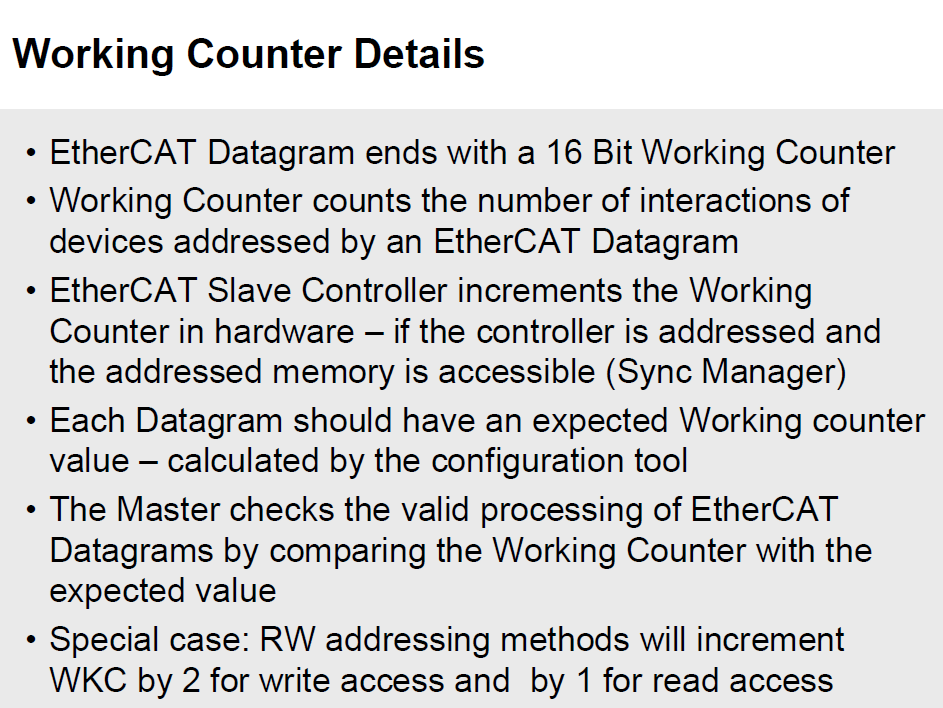 Working Counter Details
• EtherCAT Datagram ends with a 16 Bit Working Counter
• Working Counter counts the number of interactions of
devices addressed by an EtherCAT Datagram
• EtherCAT Slave Controller increments the Working
Counter in hardware – if the controller is addressed and
the addressed memory is accessible (Sync Manager)
• Each Datagram should have an expected Working counter
value – calculated by the configuration tool
• The Master checks the valid processing of EtherCAT
Datagrams by comparing the Working Counter with the
expected value
• Special case: RW addressing methods will increment
WKC by 2 for write access and  by 1 for read access